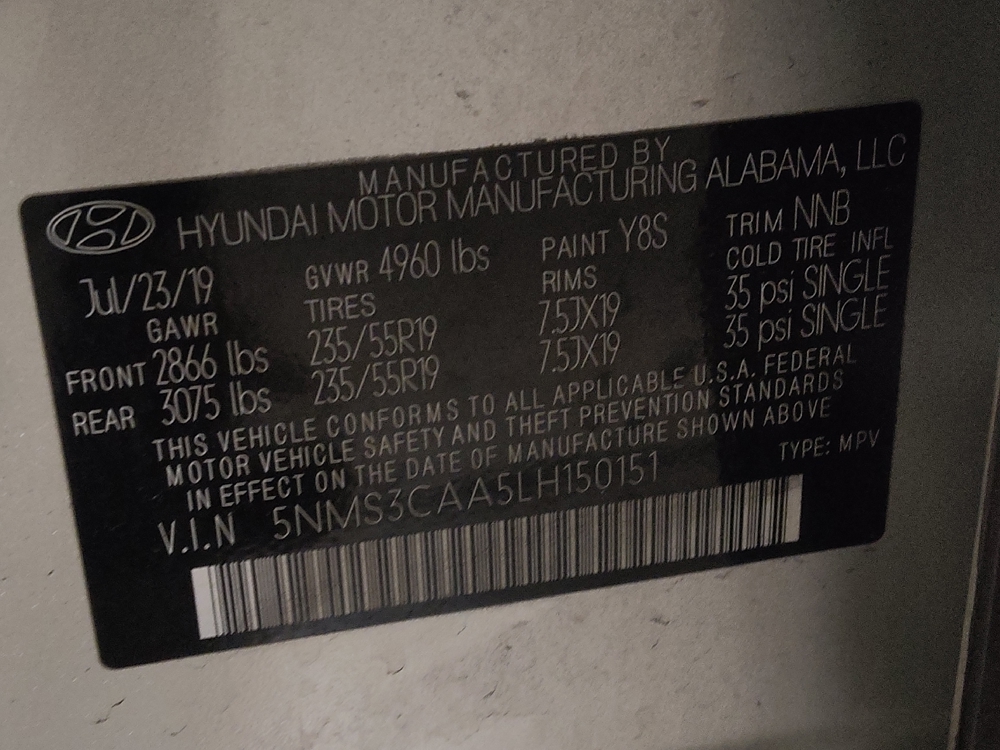 MANUFACTURED BY
HYUNDAI MOTOR MANUFACTURING ALABAMA, LLC
Jul/23/19 GVWR 4960 lbs PAINT Y8S TRIM NNB
GAWR TIRES RIMS COLD TIRE INFL
FRONT 2866 lbs 235/55R19 7.5JX19 35 psi SINGLE
REAR 3075 lbs 235/55R19 7.5JX19 35 psi SINGLE
THIS VEHICLE CONFORMS TO ALL APPLICABLE U.S.A. FEDERAL
MOTOR VEHICLE SAFETY AND THEFT PREVENTION STANDARDS
IN EFFECT ON THE DATE OF MANUFACTURE SHOWN ABOVE
V.I.N 5NMS3CAA5LH150151 TYPE: MPV